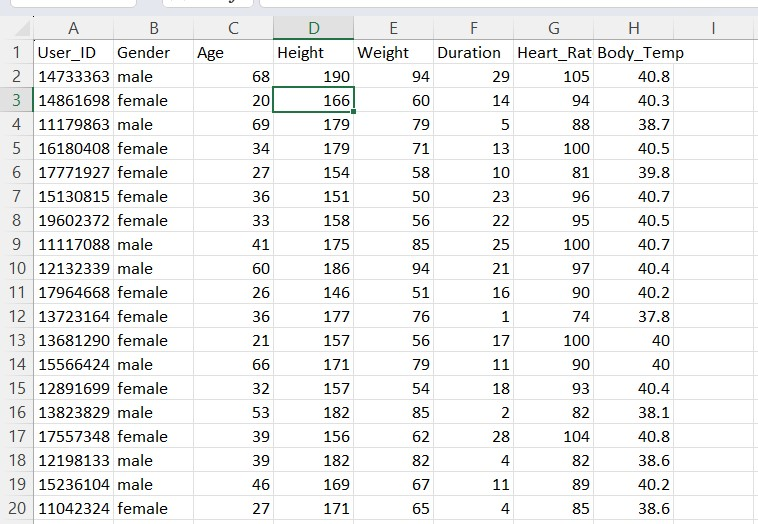 A B C D E F G H I
1 User_ID Gender Age Height Weight Duration Heart_Rat Body_Temp
2 14733363 male 68 190 94 29 105 40.8
3 14861698 female 20 166 60 14 94 40.3
4 11179863 male 69 179 79 5 88 38.7
5 16180408 female 34 179 71 13 100 40.5
6 17771927 female 27 154 58 10 81 39.8
7 15130815 female 36 151 50 23 96 40.7
8 19602372 female 33 158 56 22 95 40.5
9 11117088 male 41 175 85 25 100 40.7
10 12132339 male 60 186 94 21 97 40.4
11 17964668 female 26 146 51 16 90 40.2
12 13723164 female 36 177 76 1 74 37.8
13 13681290 female 21 157 56 17 100 40
14 15566424 male 66 171 79 11 90 40
15 12891699 female 32 157 54 18 93 40.4
16 13823829 male 53 182 85 2 82 38.1
17 17557348 female 39 156 62 28 104 40.8
18 12198133 male 39 182 82 4 82 38.6
19 15236104 male 46 169 67 11 89 40.2
20 11042324 female 27 171 65 4 85 38.6